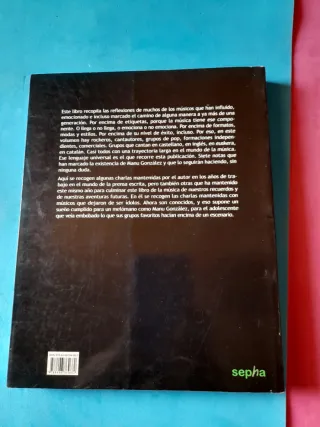 Este libro recopila las reflexiones de muchos de los músicos que han influido,
emocionado e incluso marcado el camino de alguna manera a ya más de una
generación. Por encima de etiquetas, porque la música tiene ese compo-
nente. O llega o no llega, o emociona o no emociona. Por encima de formatos,
modas y estilos. Por encima de su nivel de éxito, incluso. Por eso, en este
volumen hay rockeros, cantautores, grupos de pop, formaciones indepen-
dientes, comerciales. Grupos que cantan en castellano, en inglés, en euskera,
en catalán. Casi todos con una trayectoria larga en el mundo de la música.
Ese lenguaje universal es el que recorre esta publicación. Siete notas que
han marcado la existencia de Manu González y que lo seguirán haciendo, sin
duda.
Aquí se recogen algunas charlas mantenidas por el autor en los años de tra-
bajo en el mundo de la prensa escrita, pero también otras que ha mantenido
este mismo año para culminar este libro de la música de nuestros recuerdos y
de nuestras aventuras futuras. En él se recogen las charlas mantenidas con
músicos que dejaron de ser ídolos. Ahora son conocidos, y eso supone un
sueño cumplido para un melómano como Manu González, para el adolescente
que veía embobado lo que sus grupos favoritos hacían encima de un escenario.
sepha